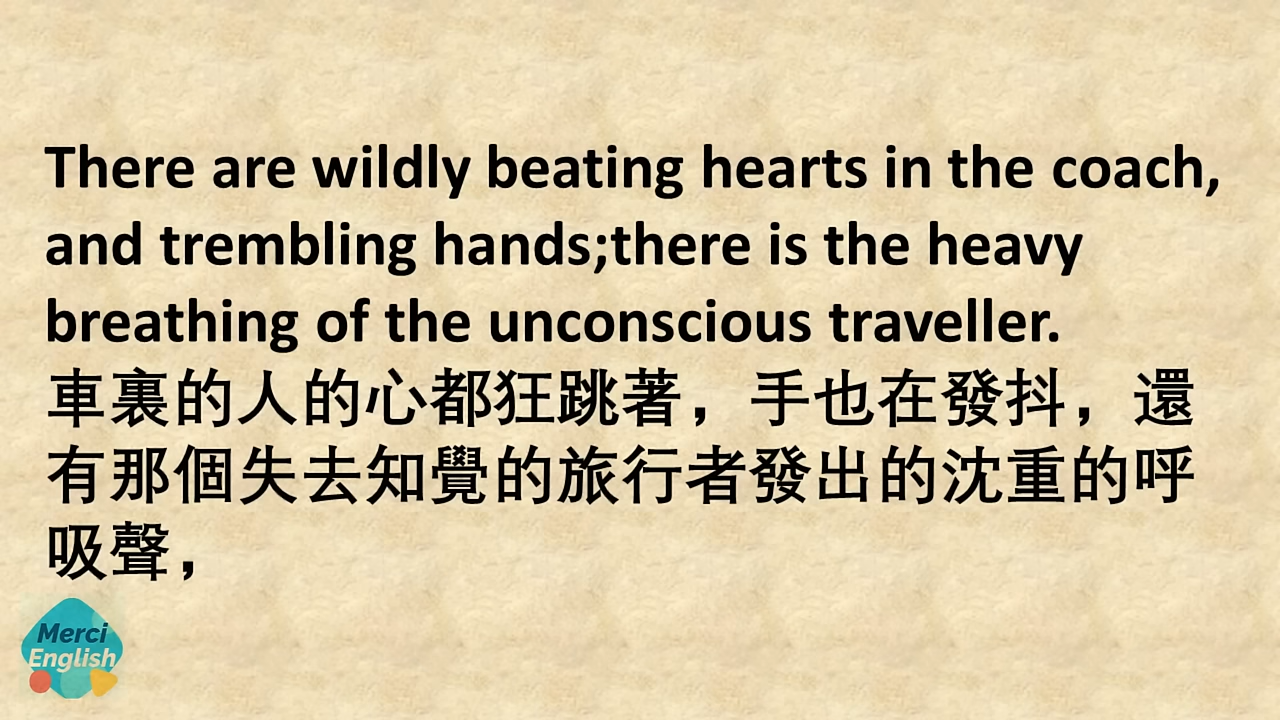 There are wildly beating hearts in the coach,
and trembling hands;there is the heavy
breathing of the unconscious traveller.
車裏的人的心都狂跳著，手也在發抖，還
有那個失去知覺的旅行者發出的沈重的呼
吸聲，
Merci
English